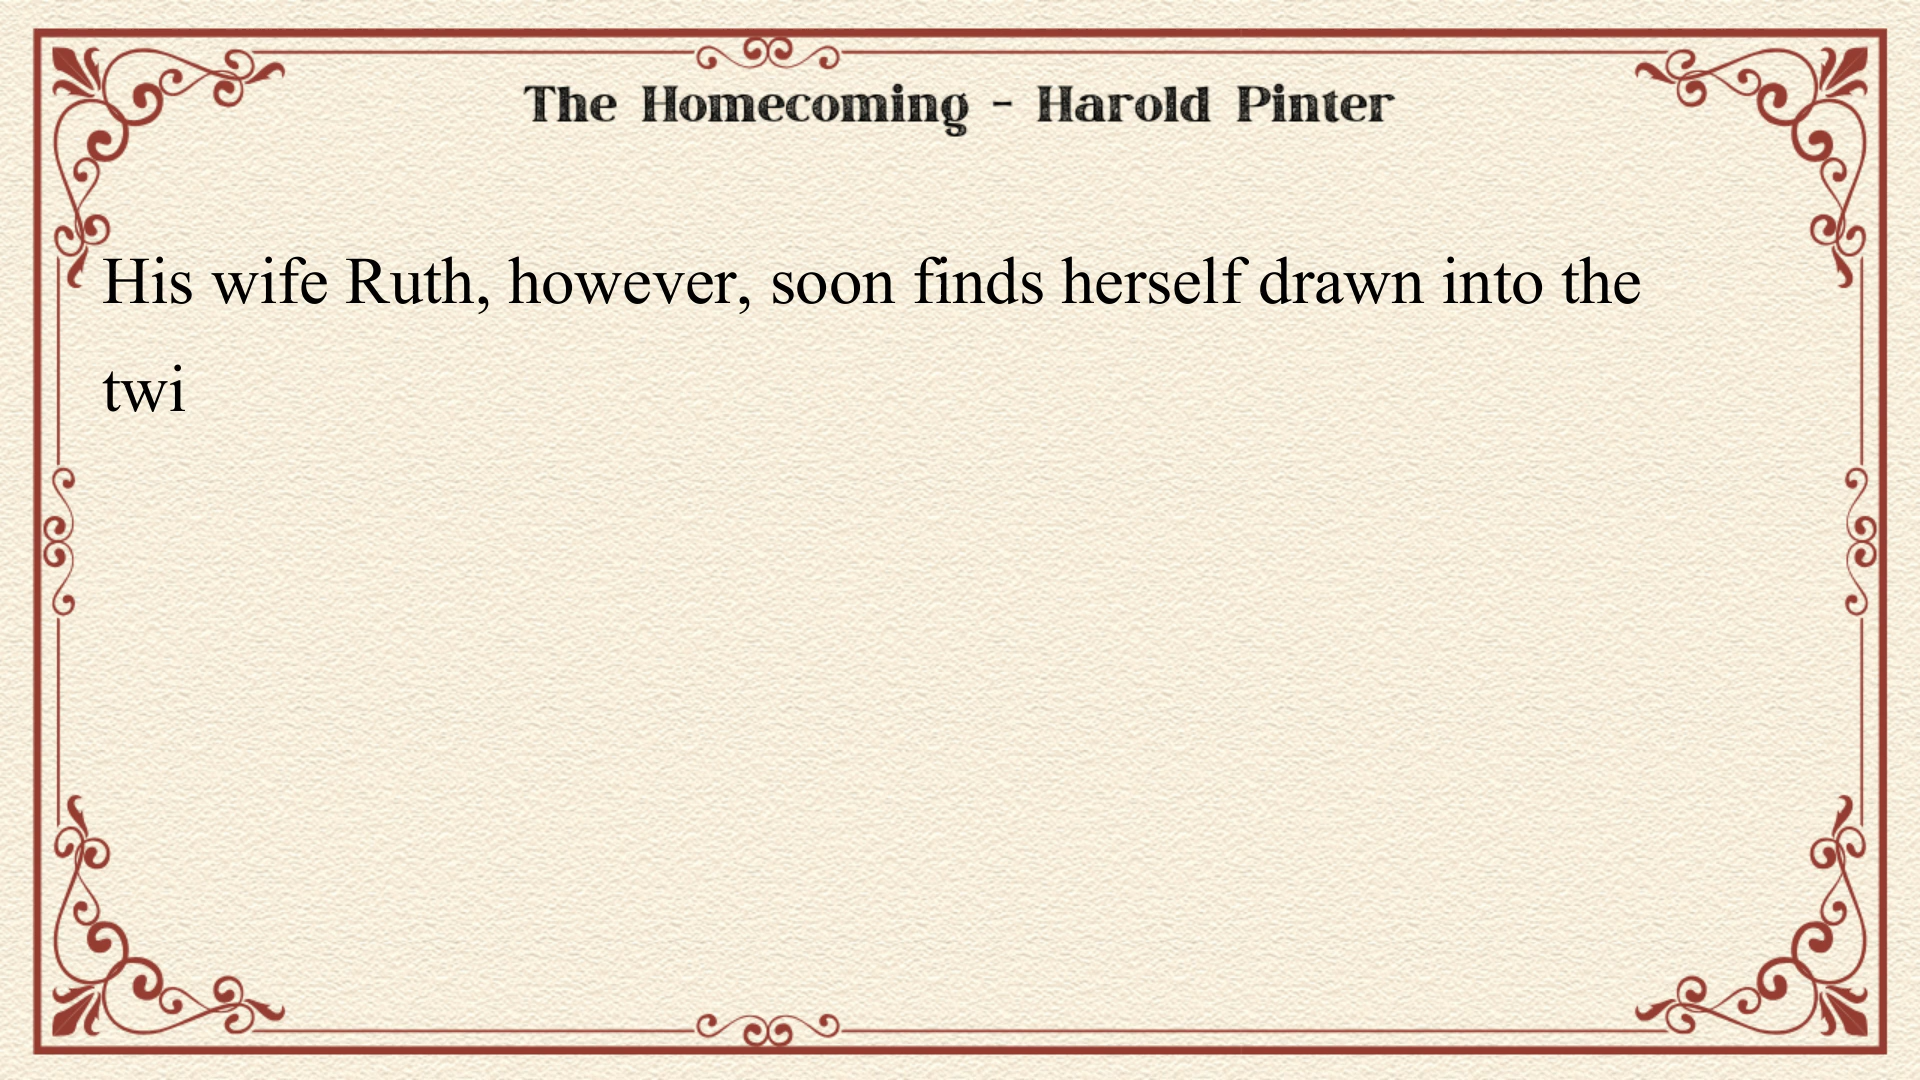 The Homecoming - Harold Pinter
His wife Ruth, however, soon finds herself drawn into the
twi